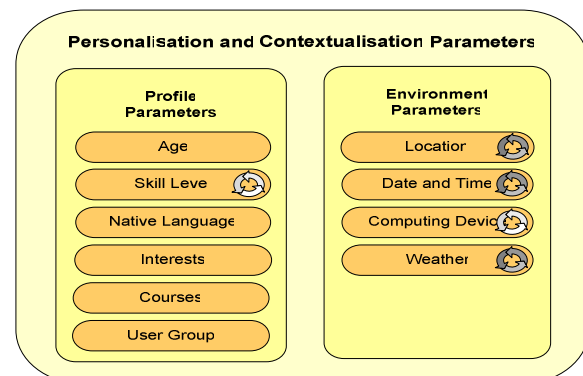 Personalisation and Contextualisation Parameters
Profile
Parameters
Age
Skill Leve
Native Language
Interests
Courses
User Group
Environment
Parameters
Location
Date and Time
Computing Devic
Weather